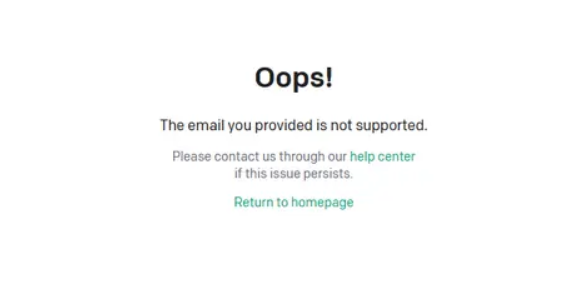 Oops!
The email you provided is not supported.
Please contact us through our help center
if this issue persists.
Return to homepage